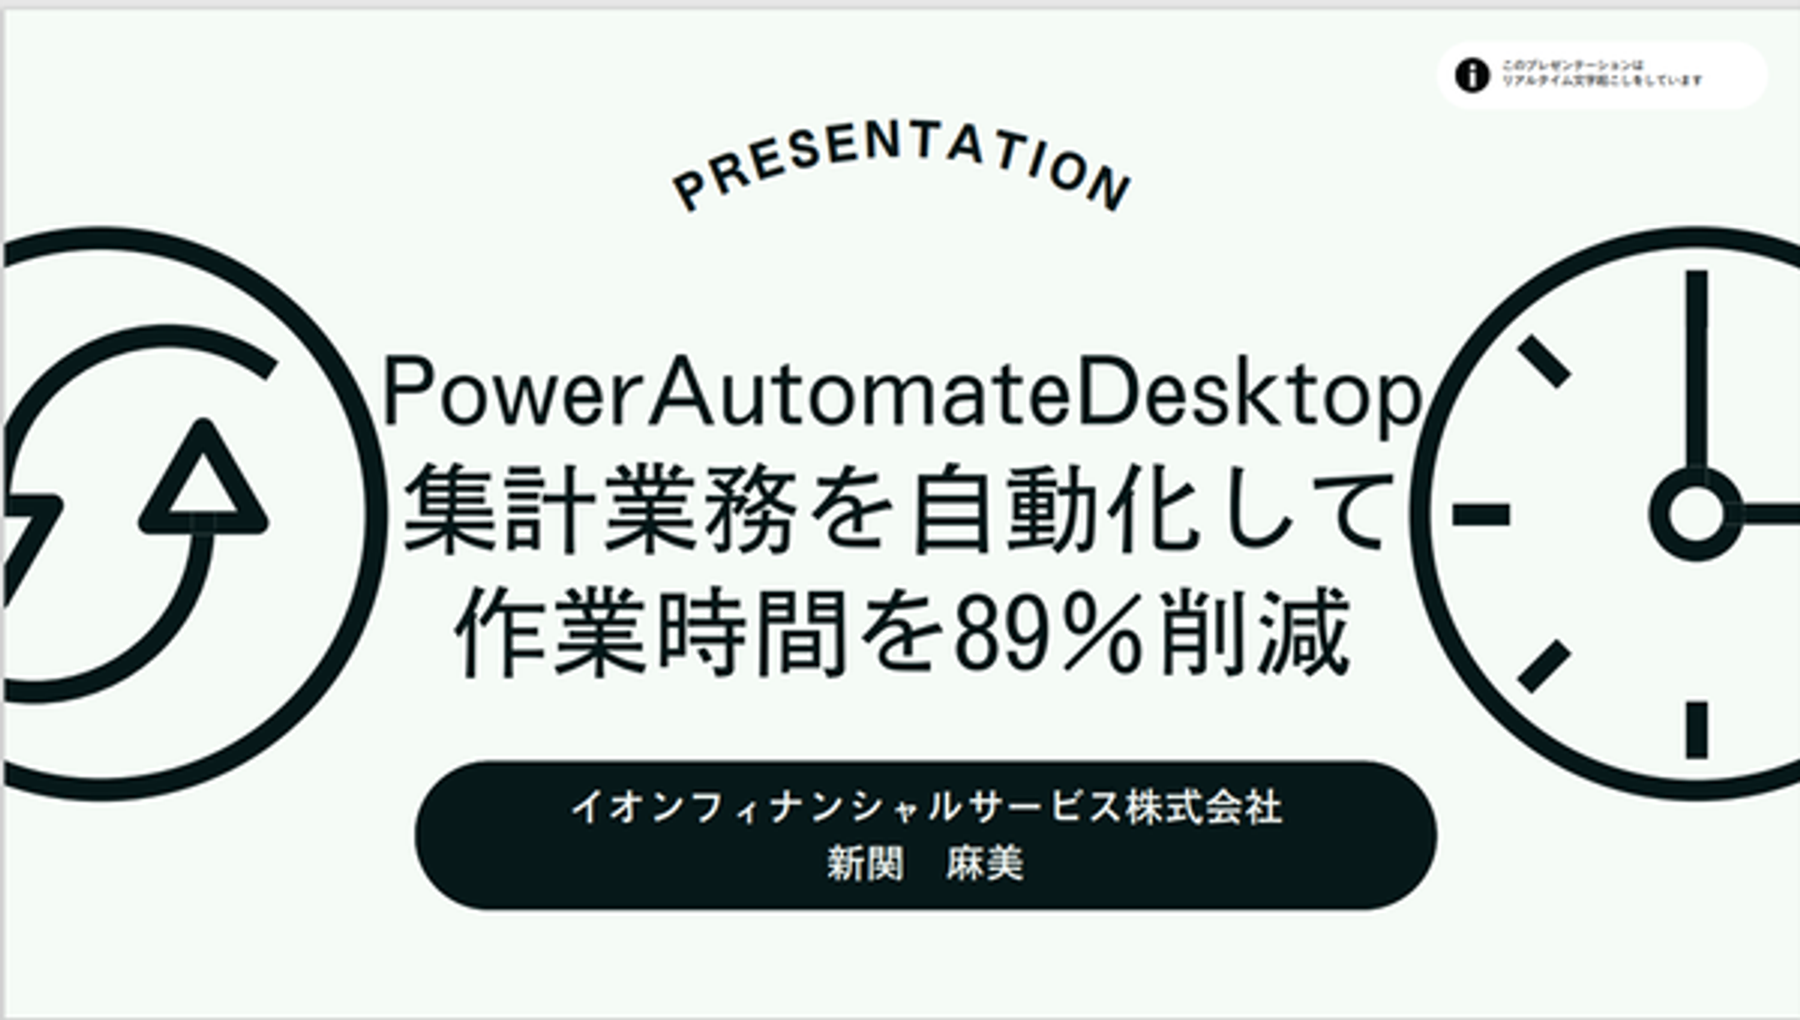 このプレゼンテーションは
リアルタイム文字起こしをしています
PRESENTATION
PowerAutomateDesktop
集計業務を自動化して
作業時間を89%削減
イオンフィナンシャルサービス株式会社
新関　麻美